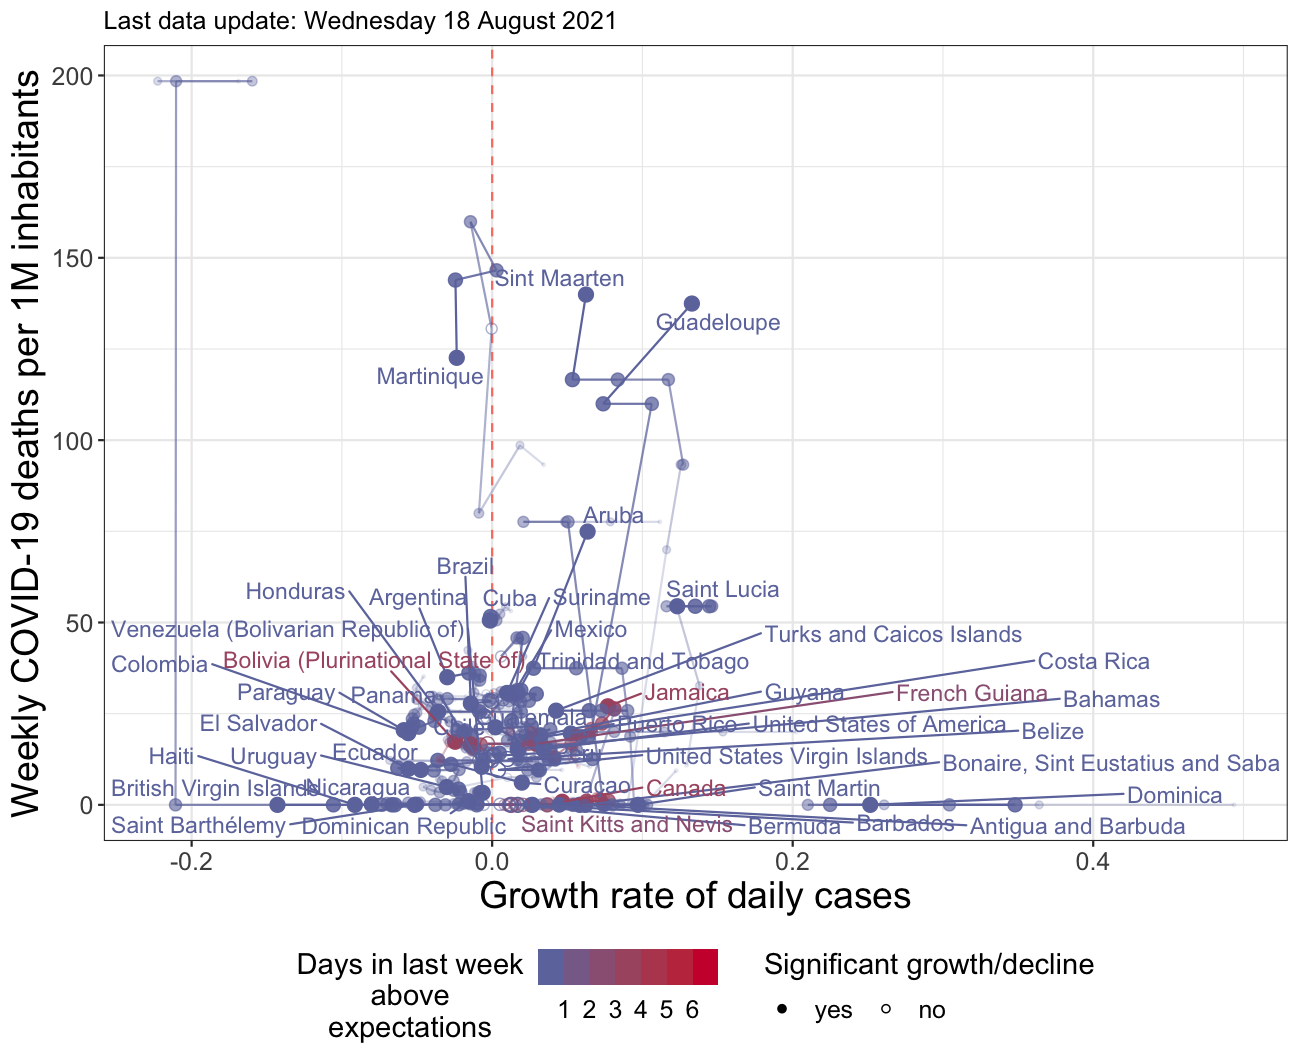 Last data update: Wednesday 18 August 2021
Weekly COVID-19 deaths per 1M inhabitants
200
150
100
50
0
Sint Maarten
Guadeloupe
Martinique
Aruba
Brazil
Honduras
Argentina
Cuba
Suriname
Saint Lucia
Venezuela (Bolivarian Republic of)
Mexico
Turks and Caicos Islands
Colombia
Bolivia (Plurinational State of)
Trinidad and Tobago
Costa Rica
Paraguay
Panama
Jamaica
Guyana
French Guiana
Bahamas
El Salvador
Guatemala
Puerto Rico
United States of America
Belize
Haiti
Uruguay
Ecuador
Peru
United States Virgin Islands
Bonaire, Sint Eustatius and Saba
British Virgin Islands
Nicaragua
Curaçao
Canada
Saint Martin
Dominica
Saint Barthélemy
Dominican Republic
Saint Kitts and Nevis
Bermuda
Barbados
Antigua and Barbuda
-0.2
0.0
0.2
0.4
Growth rate of daily cases
Days in last week
above
expectations
1 2 3 4 5 6
Significant growth/decline
yes
no